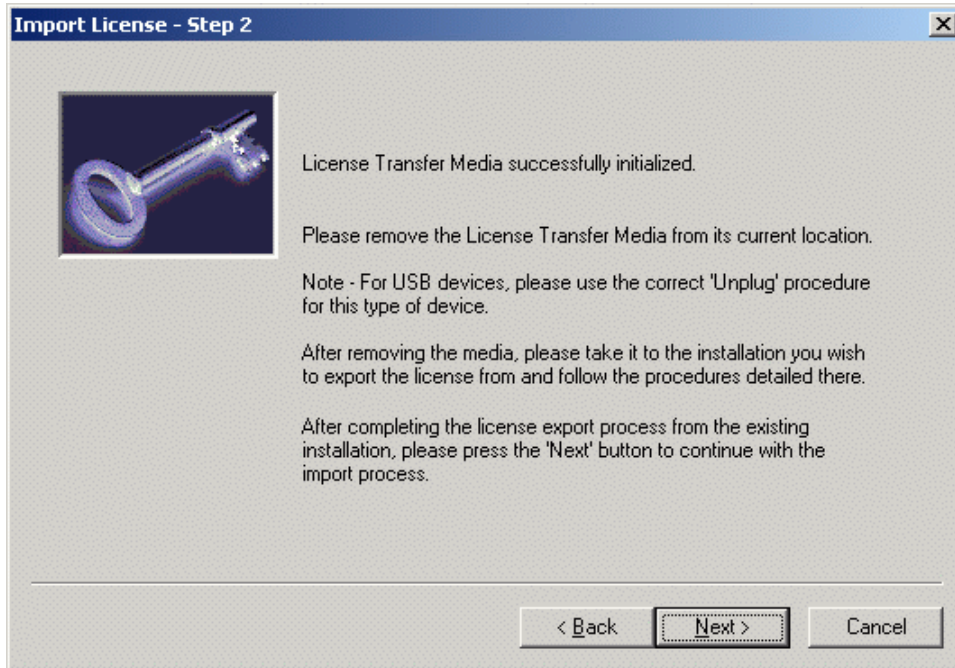 Import License - Step 2
License Transfer Media successfully initialized.
Please remove the License Transfer Media from its current location.
Note - For USB devices, please use the correct 'Unplug' procedure
for this type of device.
After removing the media, please take it to the installation you wish
to export the license from and follow the procedures detailed there.
After completing the license export process from the existing
installation, please press the 'Next' button to continue with the
import process.
< Back
Next >
Cancel